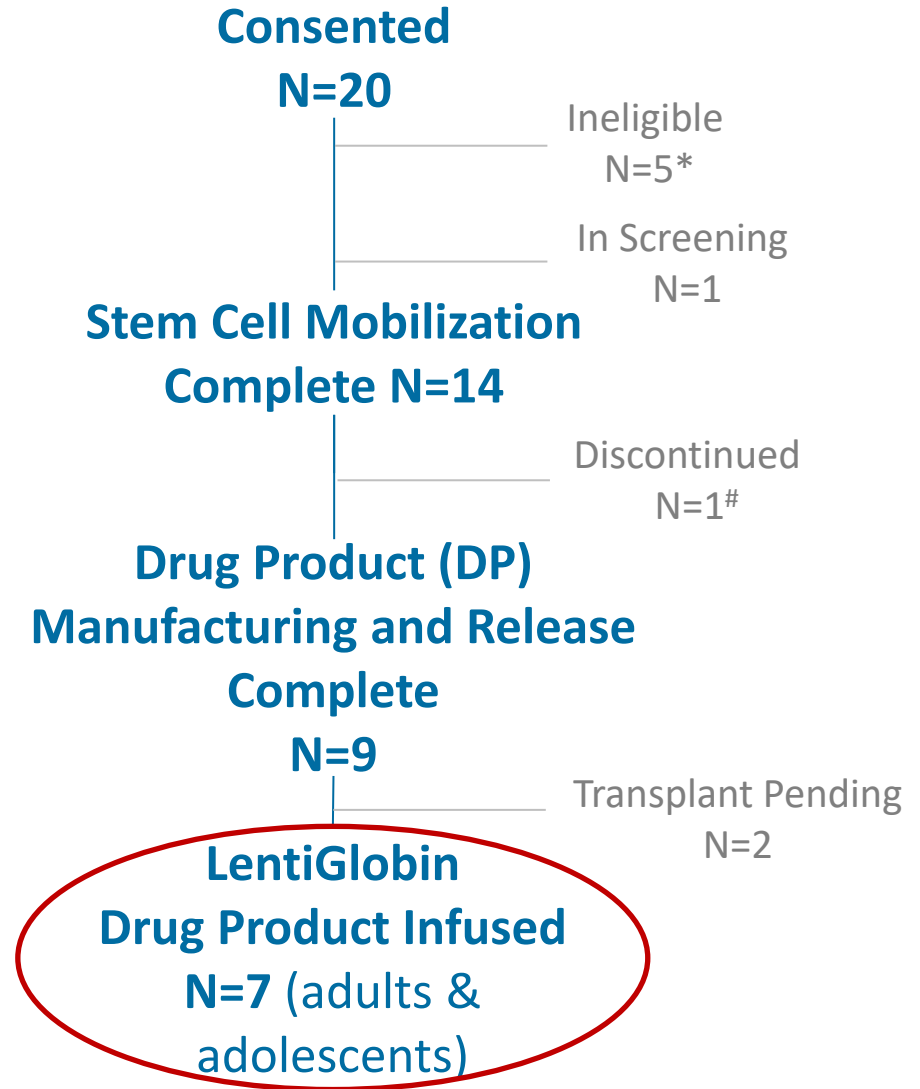 Consented
N=20
Ineligible
N=5*
In Screening
N=1
Stem Cell Mobilization
Complete N=14
Discontinued
N=1#
Drug Product (DP)
Manufacturing and Release
Complete
N=9
Transplant Pending
N=2
LentiGlobin
Drug Product Infused
N=7 (adults &
adolescents)